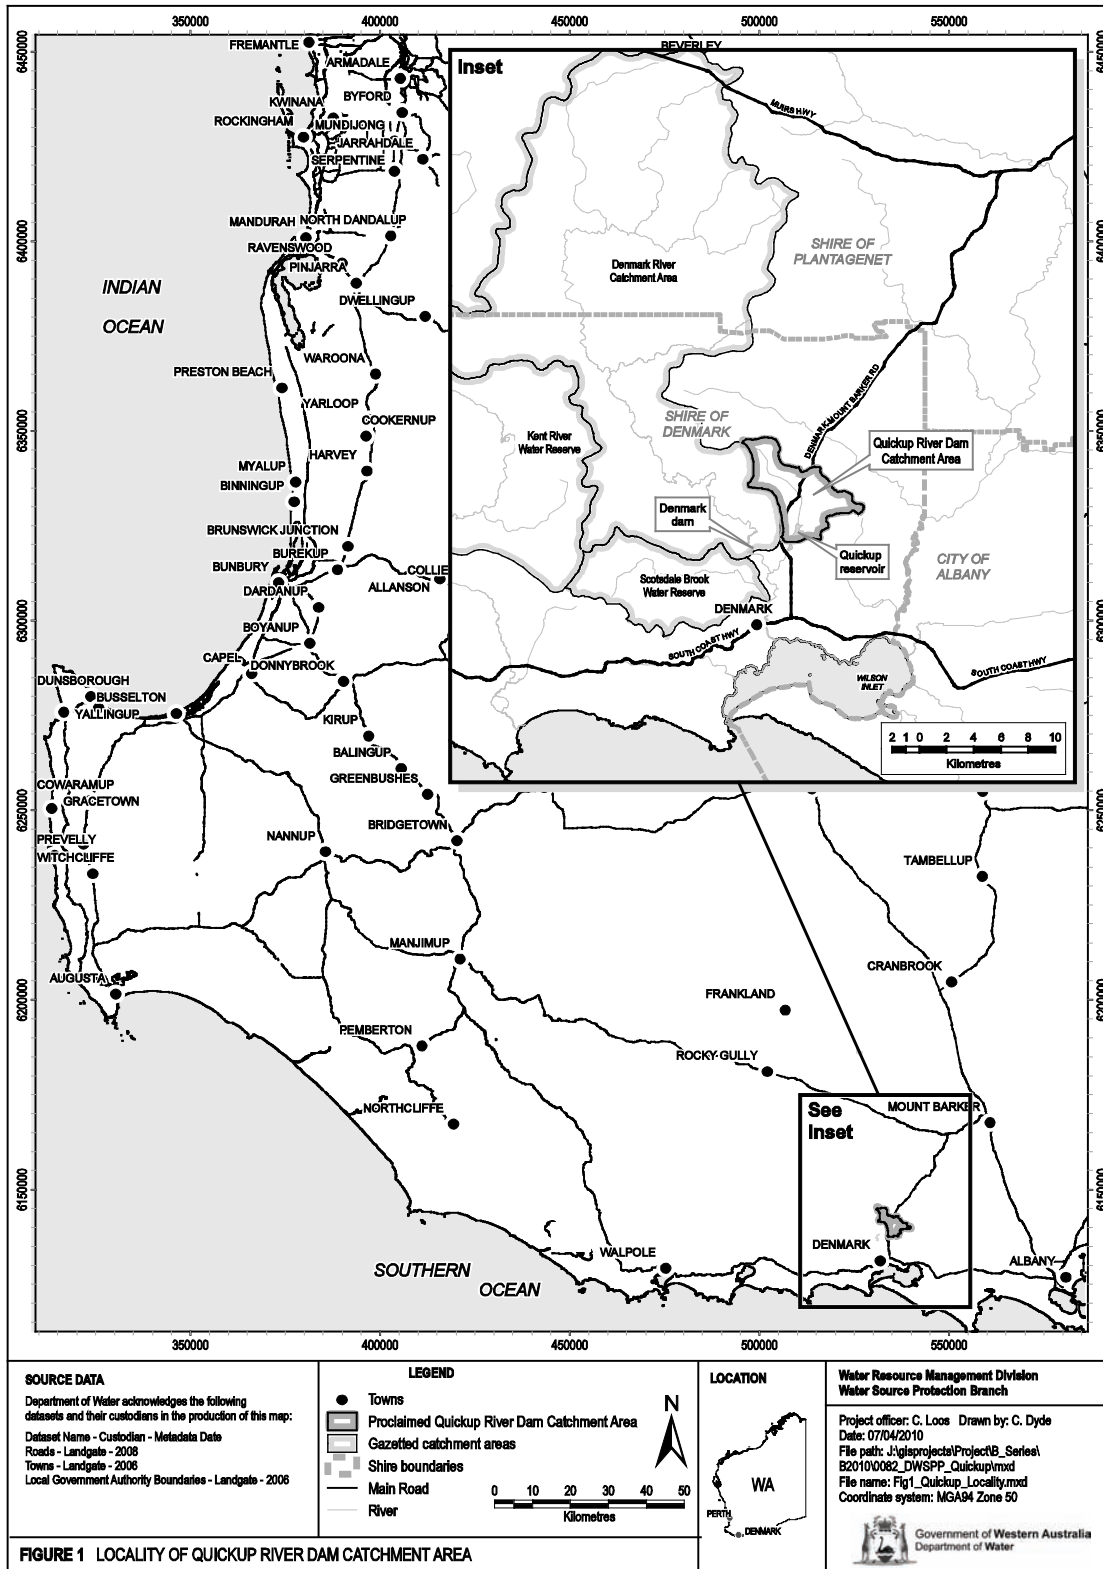 350000
400000
450000
500000
550000
6450000
6400000
6350000
6300000
6250000
6200000
6150000
FREMANTLE
ARMADALE
BYFORD
KWINANA
ROCKINGHAM
MUNDIJONG
JARRAHDALE
SERPENTINE
MANDURAH
NORTH DANDALUP
RAVENSWOOD
PINJARRA
DWELLINGUP
INDIAN
OCEAN
WAROONA
PRESTON BEACH
YARLOOP
COOKERNUP
HARVEY
MYALUP
BINNINGUP
BRUNSWICK JUNCTION
BUREKUP
BUNBURY
COLLIE
DARDANUP
ALLANSON
BOYANUP
CAPEL
DONNYBROOK
DUNSBOROUGH
BUSSELTON
YALLINGUP
KIRUP
BALINGUP
GREENBUSHES
COWARAMUP
GRACETOWN
BRIDGETOWN
NANNUP
PREVELLY
WITCHCLIFFE
TAMBELLUP
MANJIMUP
CRANBROOK
AUGUSTA
FRANKLAND
PEMBERTON
ROCKY GULLY
NORTHCLIFFE
MOUNT BARKER
See
Inset
DENMARK
WALPOLE
ALBANY
SOUTHERN
OCEAN
BEVERLEY
Inset
MUIRS HWY
SHIRE OF
PLANTAGENET
Denmark River
Catchment Area
DENMARK-MOUNT BARKER RD
SHIRE OF
DENMARK
Kent River
Water Reserve
Quickup River Dam
Catchment Area
Denmark
dam
Quickup
reservoir
CITY OF
ALBANY
Scotsdale Brook
Water Reserve
DENMARK
SOUTH COAST HWY
SOUTH COAST HWY
WILSON
INLET
2 1 0 2 4 6 8 10
Kilometres
6450000
6400000
6350000
6300000
6250000
6200000
6150000
350000
400000
450000
500000
550000
SOURCE DATA
Department of Water acknowledges the following
datasets and their custodians in the production of this map:
Dataset Name - Custodian - Metadata Date
Roads - Landgate - 2008
Towns - Landgate - 2006
Local Government Authority Boundaries - Landgate - 2006
LEGEND
Towns
Proclaimed Quickup River Dam Catchment Area
Gazetted catchment areas
Shire boundaries
Main Road
River
N
0 10 20 30 40 50
Kilometres
LOCATION
WA
PERTH
DENMARK
Water Resource Management Division
Water Source Protection Branch
Project officer: C. Loos Drawn by: C. Dyde
Date: 07/04/2010
File path: J:\gisprojects\Project\B_Series\
B2010\0082_DWSPP_Quickup\mxd
File name: Fig1_Quickup_Locality.mxd
Coordinate system: MGA94 Zone 50
Government of Western Australia
Department of Water
FIGURE 1 LOCALITY OF QUICKUP RIVER DAM CATCHMENT AREA